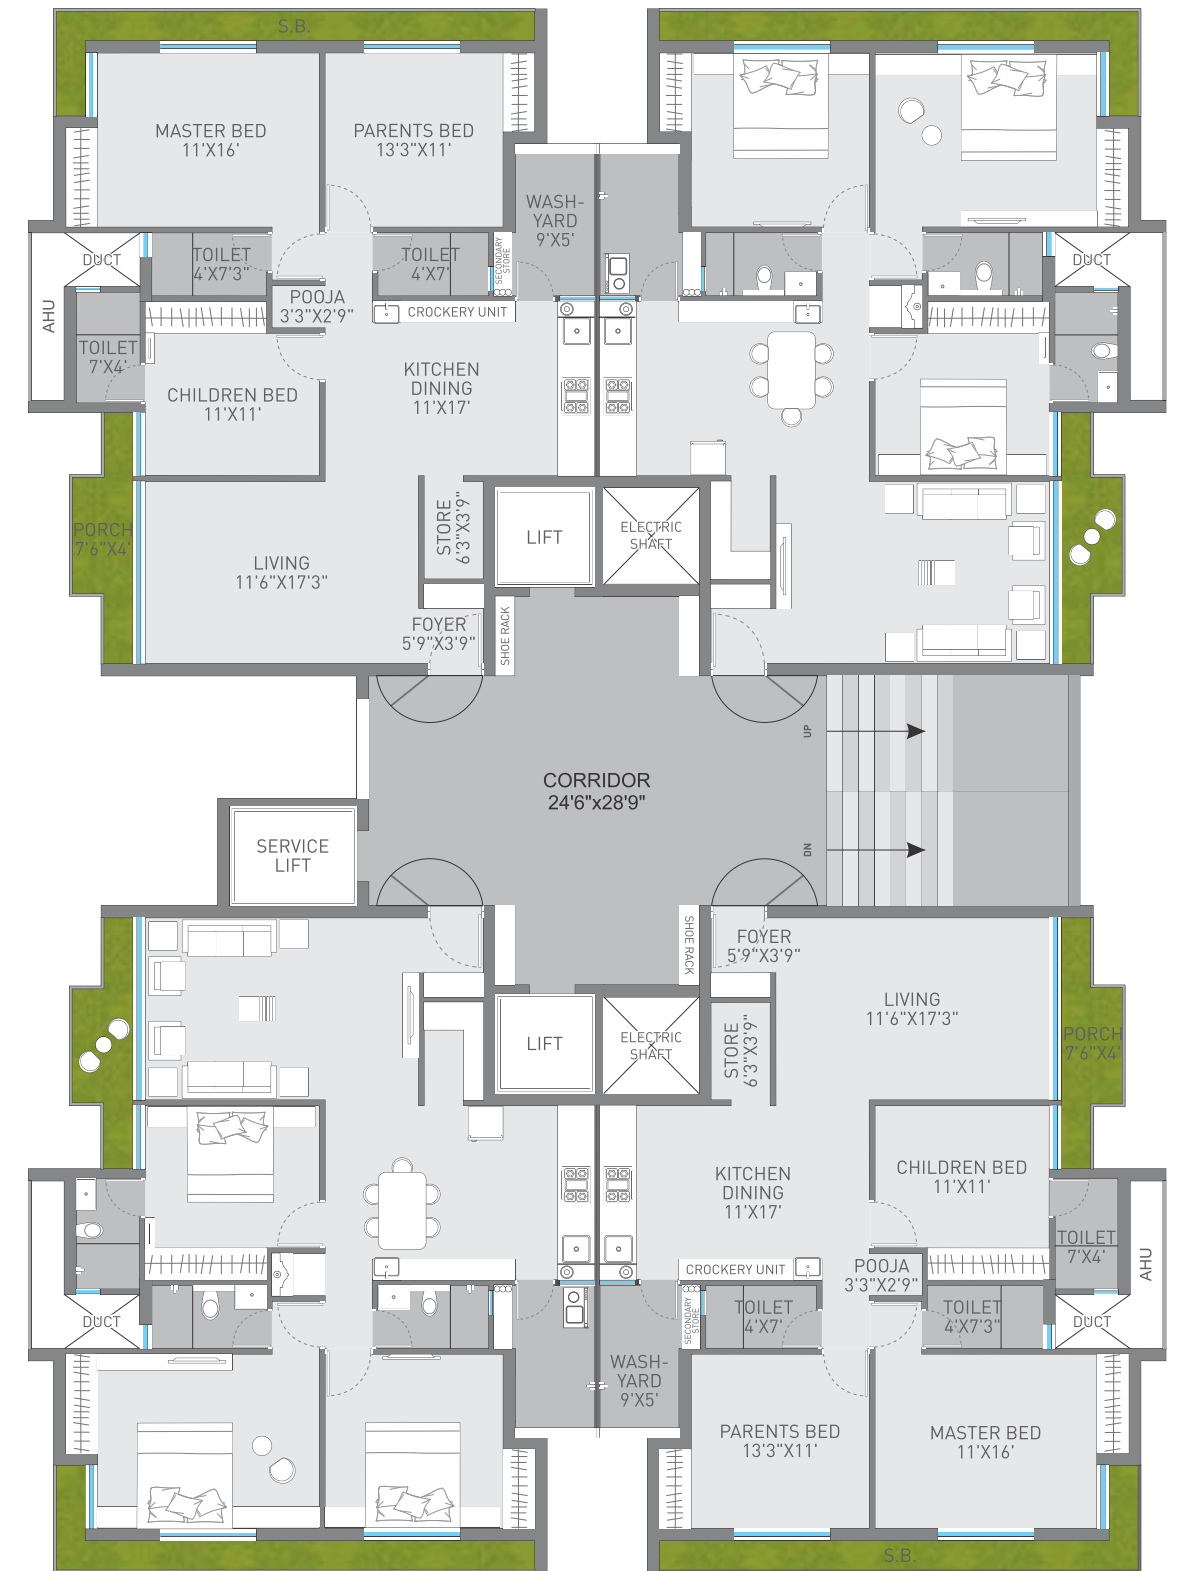 S.B.
MASTER BED
11'X16'
PARENTS BED
13'3"X11'
WASH-
YARD
9'X5'
TOILET
4'X7'3"
TOILET
4'X7'
SECONDARY
STORE
DUCT
DUCT
AHU
AHU
POOJA
3'3"X2'9"
CROCKERY UNIT
TOILET
7'X4'
CHILDREN BED
11'X11'
KITCHEN
DINING
11'X17'
PORCH
7'6"X4'
LIVING
11'6"X17'3"
STORE
6'3"X3'9"
LIFT
ELECTRIC
SHAFT
FOYER
5'9"X3'9"
SHOE RACK
UP
CORRIDOR
24'6"x28'9"
DN
SERVICE
LIFT
SHOE RACK
FOYER
5'9"X3'9"
LIVING
11'6"X17'3"
LIFT
ELECTRIC
SHAFT
STORE
6'3"X3'9"
PORCH
7'6"X4'
KITCHEN
DINING
11'X17'
CHILDREN BED
11'X11'
TOILET
7'X4'
AHU
CROCKERY UNIT
POOJA
3'3"X2'9"
DUCT
SECONDARY
STORE
TOILET
4'X7'
TOILET
4'X7'3"
DUCT
WASH-
YARD
9'X5'
PARENTS BED
13'3"X11'
MASTER BED
11'X16'
S.B.